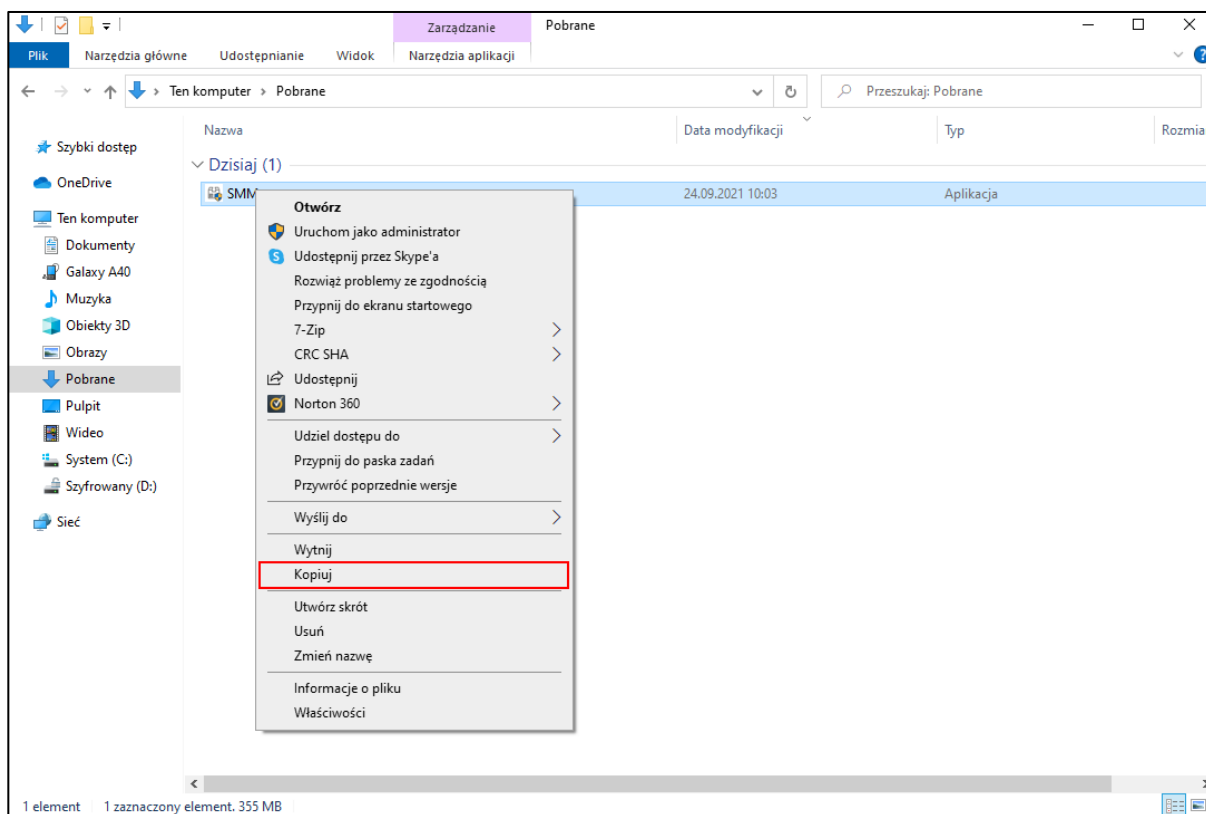 Zarządzanie
Pobrane
Plik
Narzędzia główne
Udostępnianie
Widok
Narzędzia aplikacji
Ten komputer > Pobrane
Przeszukaj: Pobrane
Nazwa
Data modyfikacji
Typ
Rozmia
Szybki dostęp
OneDrive
Ten komputer
Dokumenty
Galaxy A40
Muzyka
Obiekty 3D
Obrazy
Pobrane
Pulpit
Wideo
System (C:)
Szyfrowany (D:)
Sieć
Dzisiaj (1)
SMM
24.09.2021 10:03
Aplikacja
Otwórz
Uruchom jako administrator
Udostępnij przez Skype'a
Rozwiąż problemy ze zgodnością
Przypnij do ekranu startowego
7-Zip
CRC SHA
Udostępnij
Norton 360
Udziel dostępu do
Przypnij do paska zadań
Przywróć poprzednie wersje
Wyślij do
Wytnij
Kopiuj
Utwórz skrót
Usuń
Zmień nazwę
Informacje o pliku
Właściwości
1 element
1 zaznaczony element. 355 MB